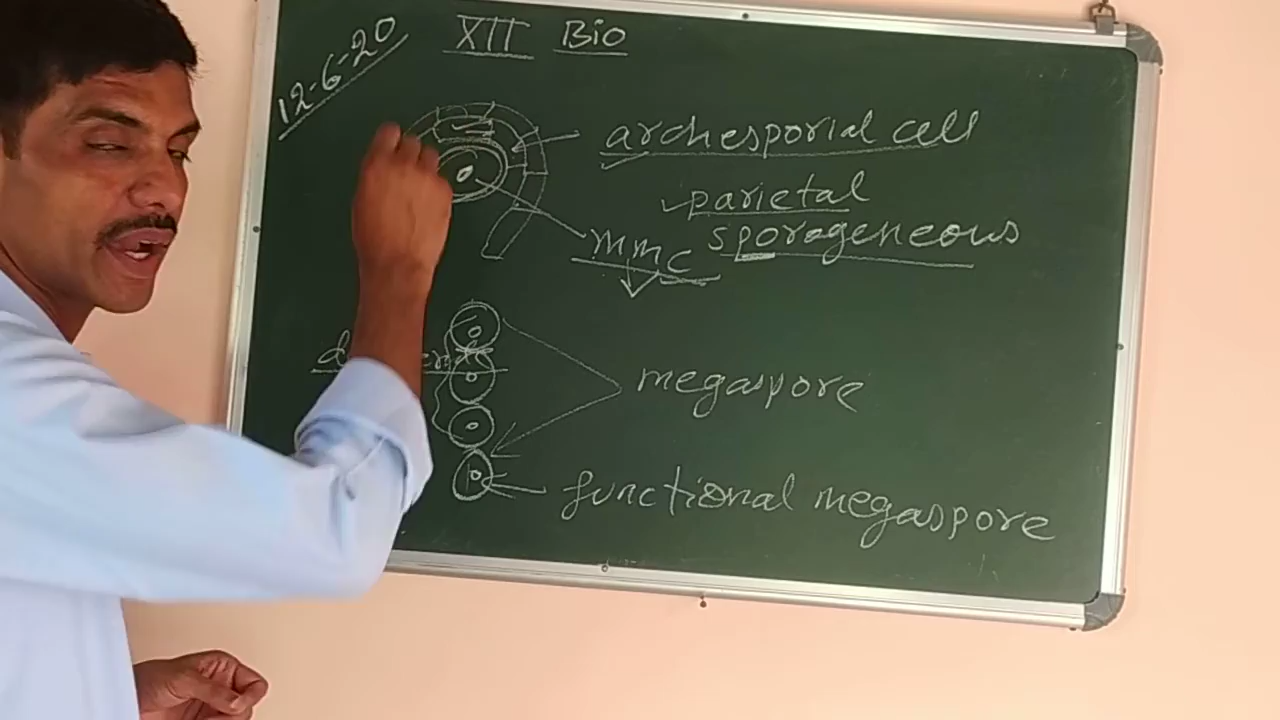 12-6-20
XII Bio
archesporial cell
parietal
sporogeneous
mmc
megaspore
functional megaspore